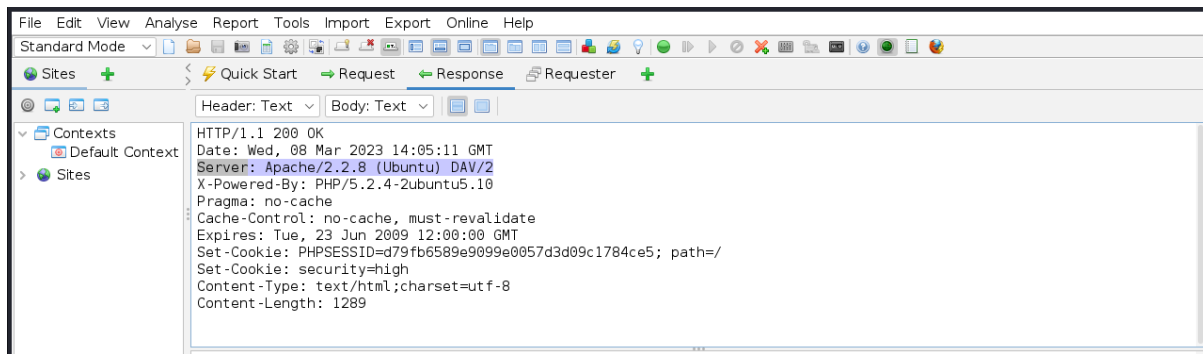 File Edit View Analyse Report Tools Import Export Online Help
Standard Mode
Sites
Quick Start Request Response Requester
Header: Text Body: Text
Contexts
Default Context
Sites
HTTP/1.1 200 OK
Date: Wed, 08 Mar 2023 14:05:11 GMT
Server: Apache/2.2.8 (Ubuntu) DAV/2
X-Powered-By: PHP/5.2.4-2ubuntu5.10
Pragma: no-cache
Cache-Control: no-cache, must-revalidate
Expires: Tue, 23 Jun 2009 12:00:00 GMT
Set-Cookie: PHPSESSID=d79fb6589e9099e0057d3d09c1784ce5; path=/
Set-Cookie: security=high
Content-Type: text/html;charset=utf-8
Content-Length: 1289